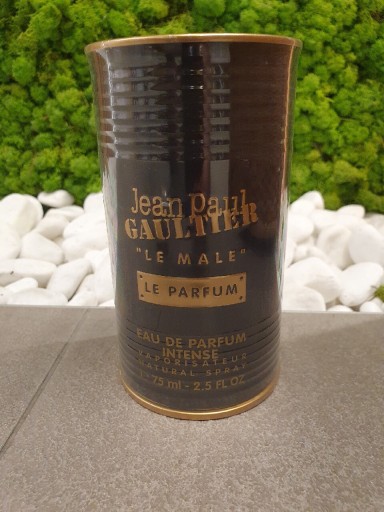 Jean Paul
GAULTIER
"LE MALE"
LE PARFUM
EAU DE PARFUM
INTENSE
VAPORISATEUR
NATURAL SPRAY
75 ml - 2.5 FL OZ